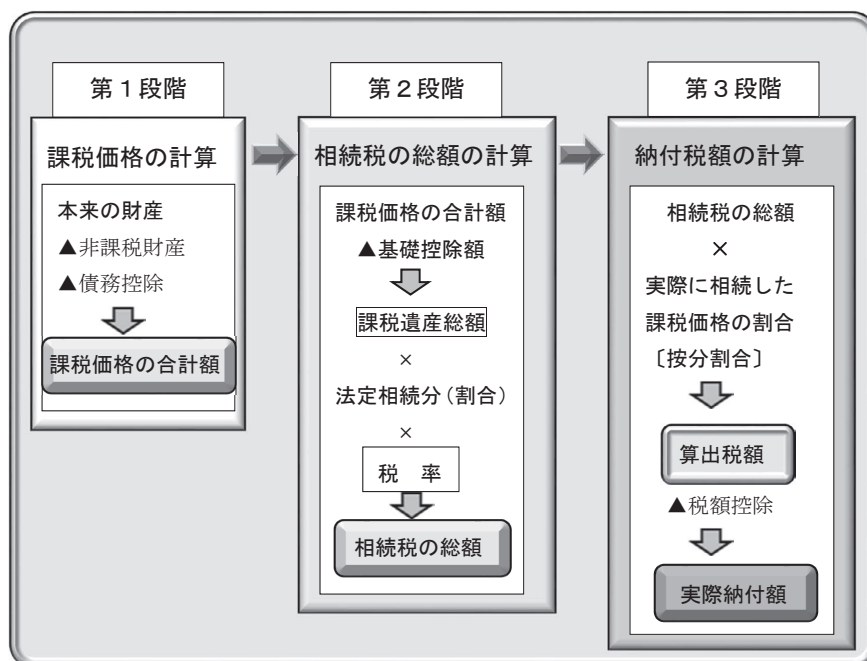 第1段階
課税価格の計算
本来の財産
▲非課税財産
▲債務控除
課税価格の合計額
第2段階
相続税の総額の計算
課税価格の合計額
▲基礎控除額
課税遺産総額
×
法定相続分(割合)
×
税 率
相続税の総額
第3段階
納付税額の計算
相続税の総額
×
実際に相続した
課税価格の割合
〔按分割合〕
算出税額
▲税額控除
実際納付額